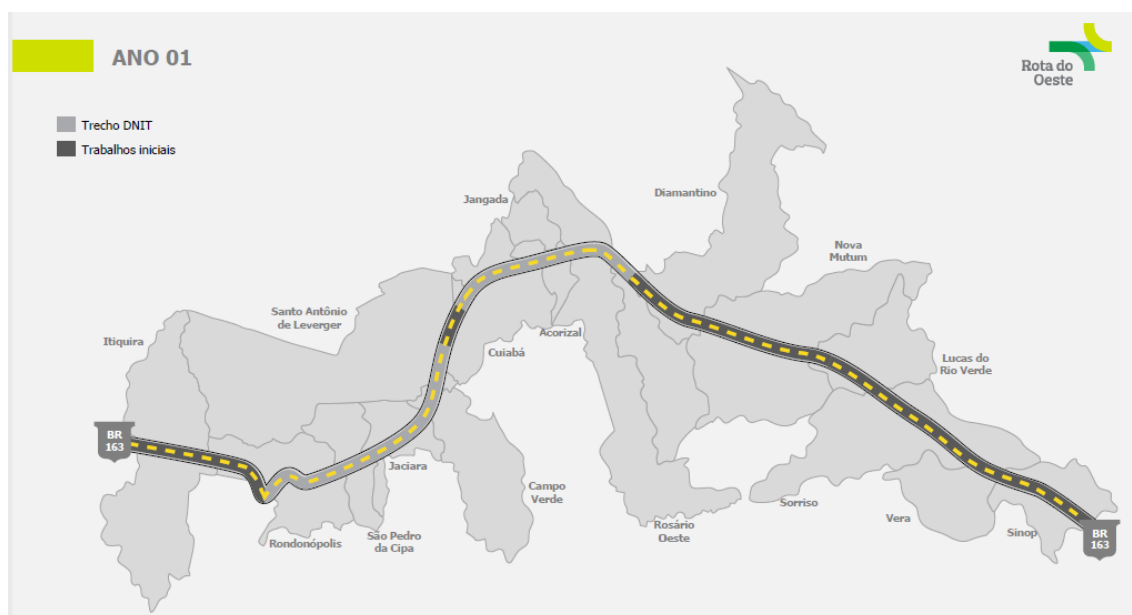 ANO 01
Rota do
Oeste
Trecho DNIT
Trabalhos iniciais
Jangada
Diamantino
Nova
Mutum
Santo Antônio
de Leverger
Itiquira
Acorizal
Cuiabá
Lucas do
Rio Verde
BR
163
Jaciara
Campo
Verde
Rondonópolis
São Pedro
da Cipa
Rosário
Oeste
Sorriso
Vera
Sinop
BR
163